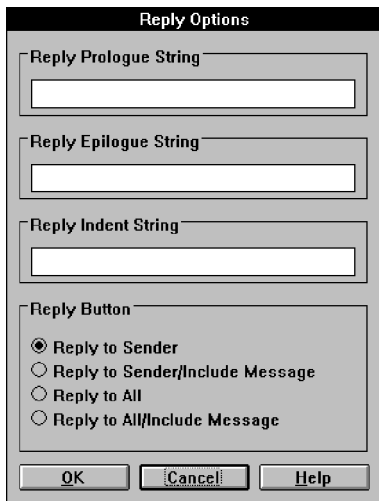 Reply Options
Reply Prologue String
Reply Epilogue String
Reply Indent String
Reply Button
Reply to Sender
Reply to Sender/Include Message
Reply to All
Reply to All/Include Message
OK Cancel Help